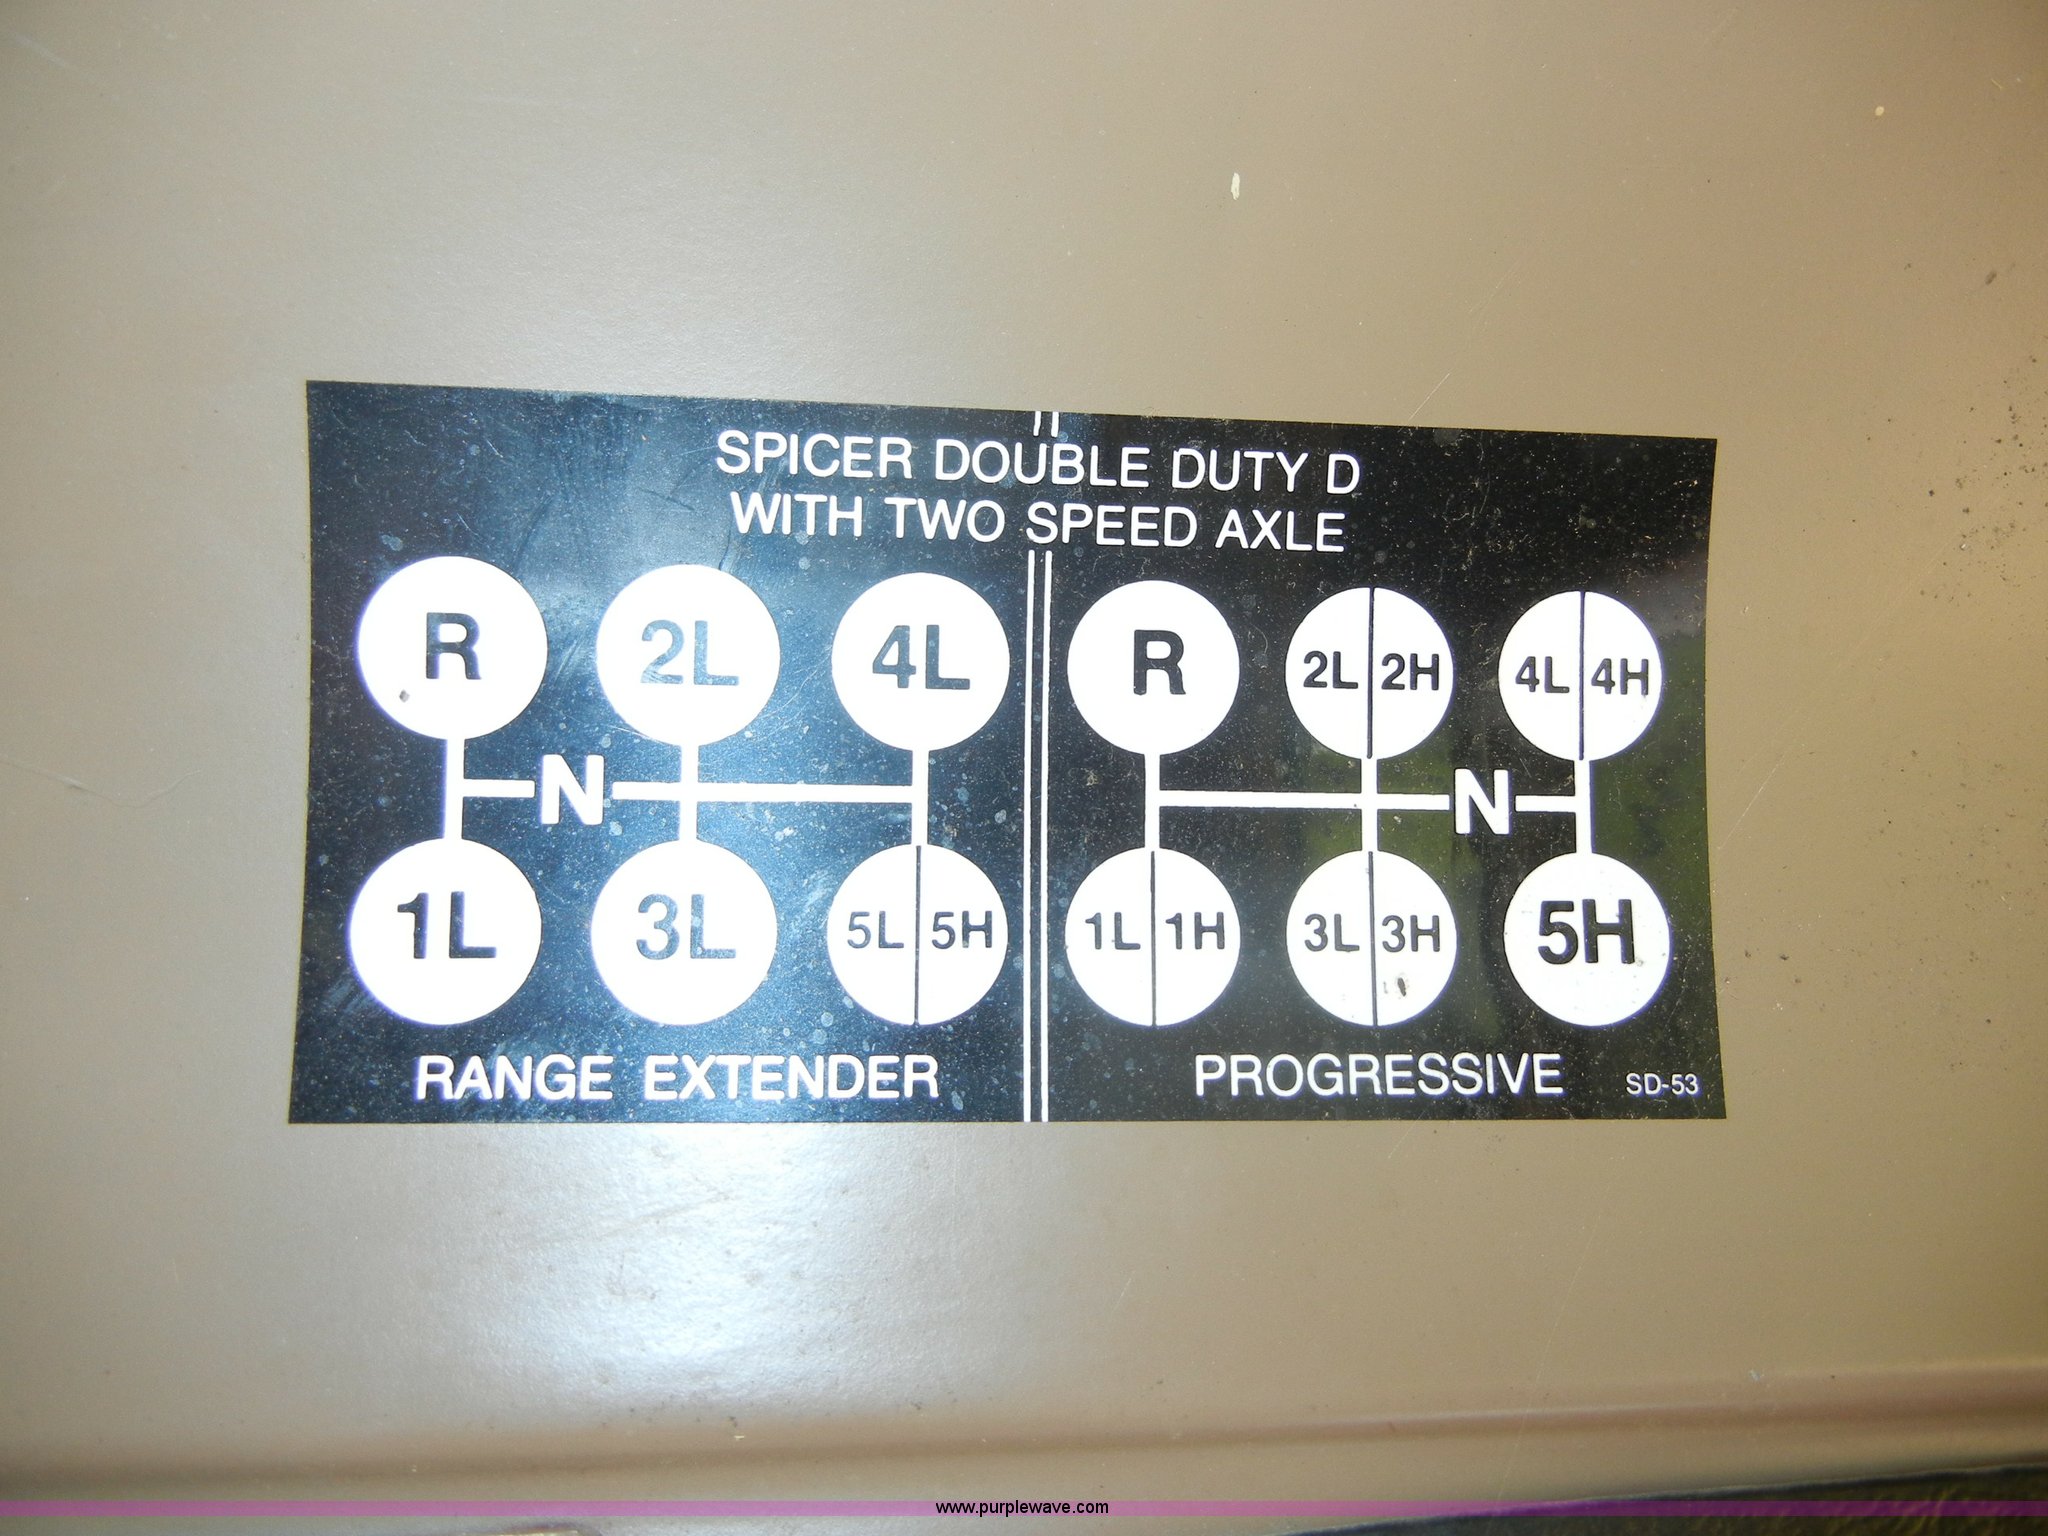 SPICER DOUBLE DUTY D
WITH TWO SPEED AXLE
R 2L 4L
N
1L 3L 5L 5H
RANGE EXTENDER
R 2L 2H 4L 4H
N
1L 1H 3L 3H 5H
PROGRESSIVE
SD-53
www.purplewave.com